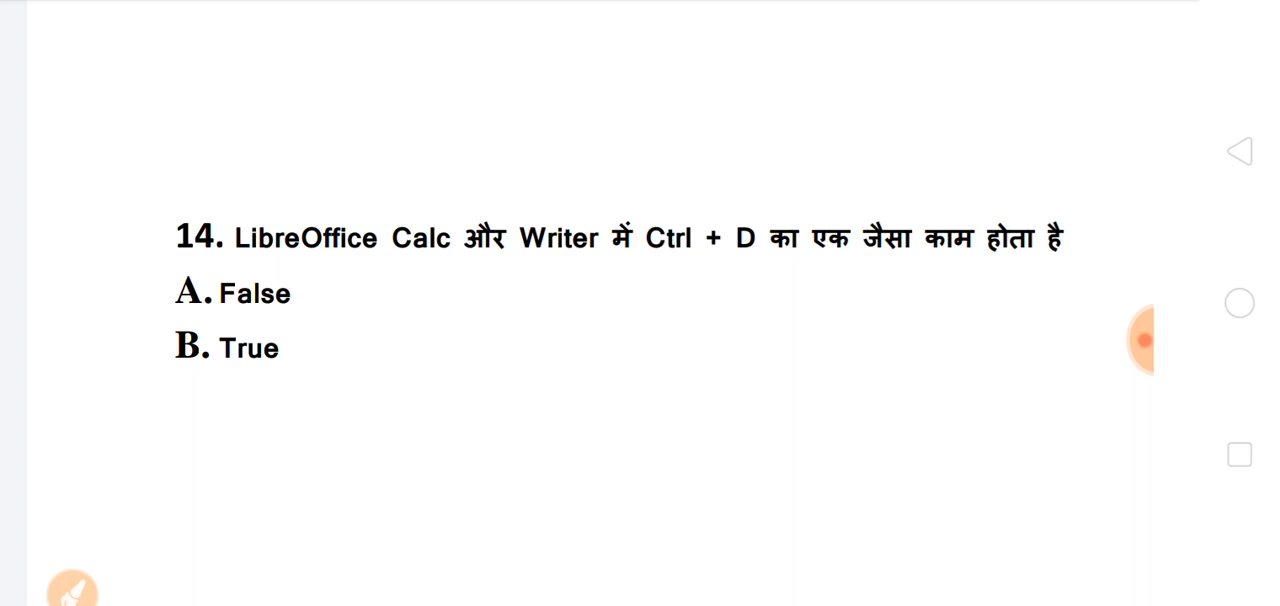 14. LibreOffice Calc और Writer में Ctrl + D का एक जैसा काम होता है
A. False
B. True